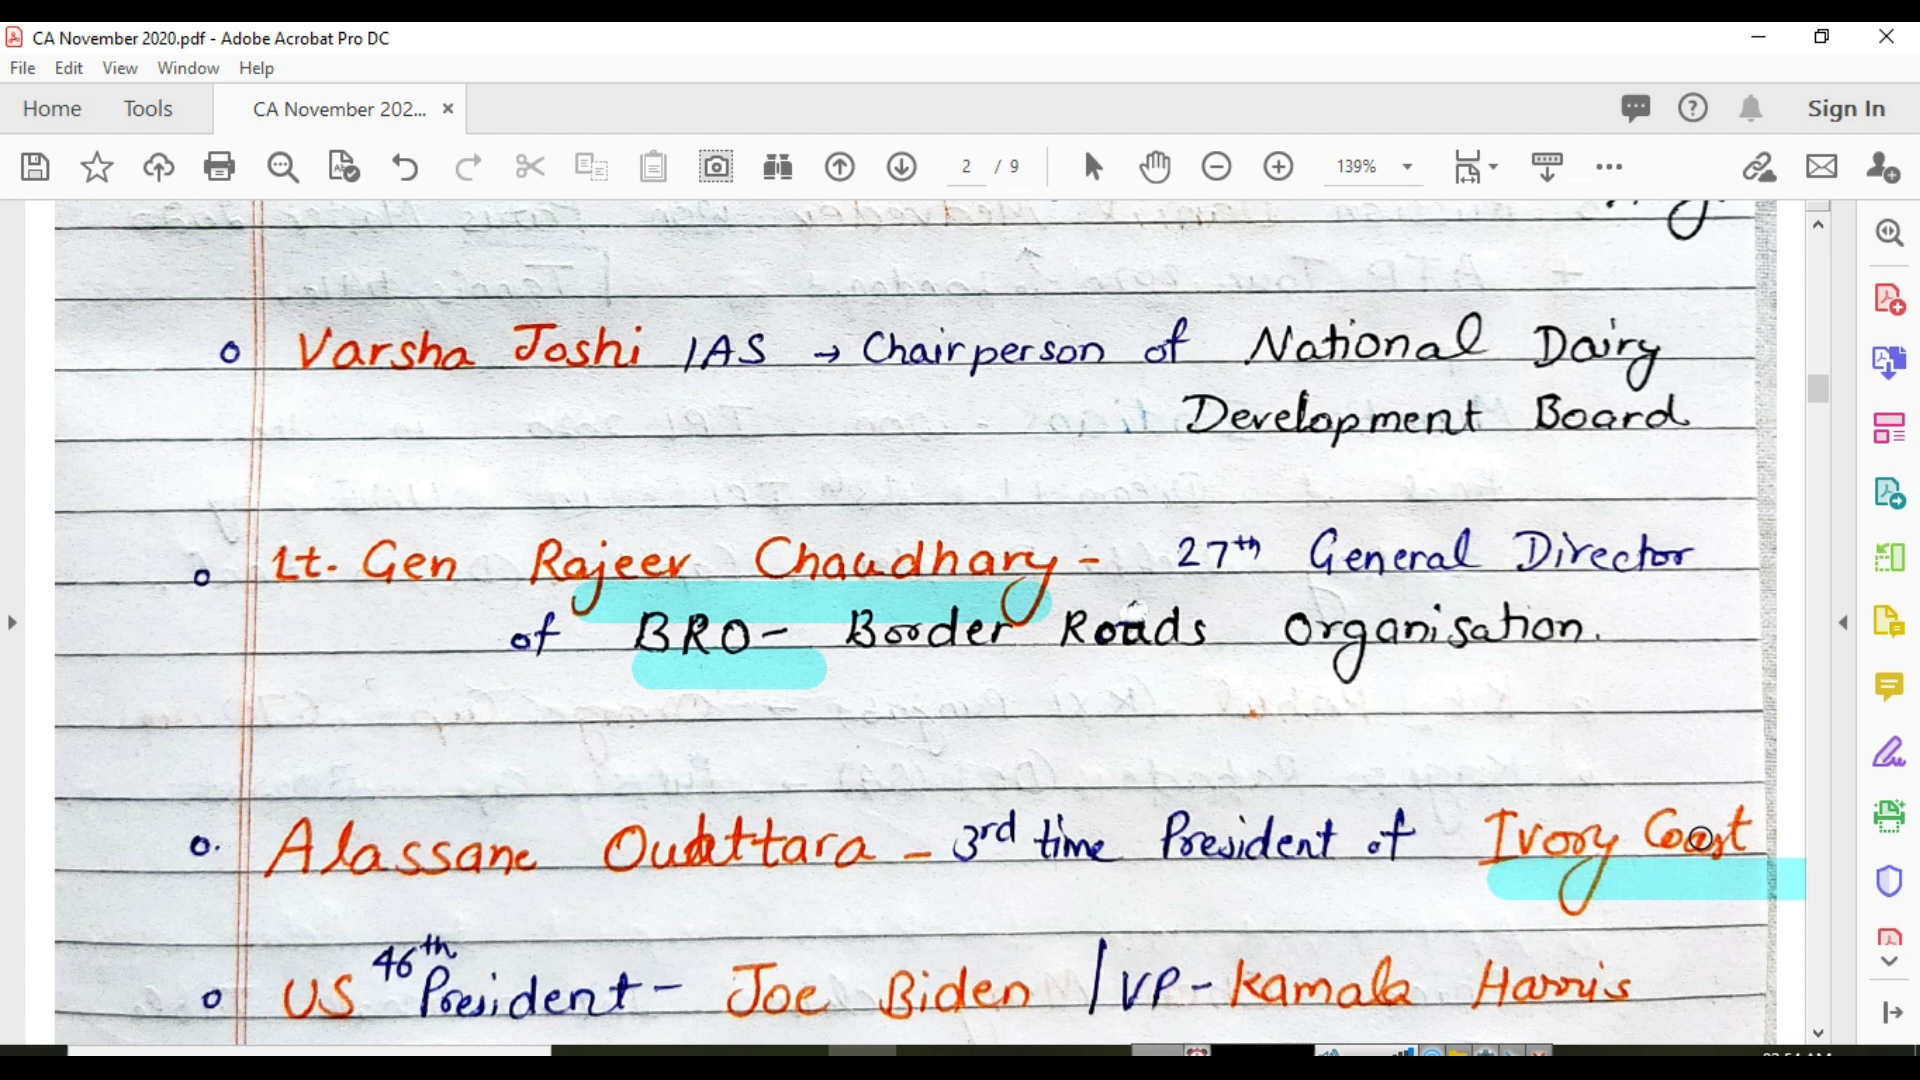 CA November 2020.pdf - Adobe Acrobat Pro DC
File Edit View Window Help
Home Tools CA November 202... × Sign In
2 / 9 139%
Varsha Joshi IAS → Chairperson of National Dairy
Development Board
Lt. Gen Rajeev Chaudhary - 27th General Director
of BRO - Border Roads Organisation.
Alassane Ouattara - 3rd time President of Ivory Coast
US 46th President - Joe Biden / VP - Kamala Harris